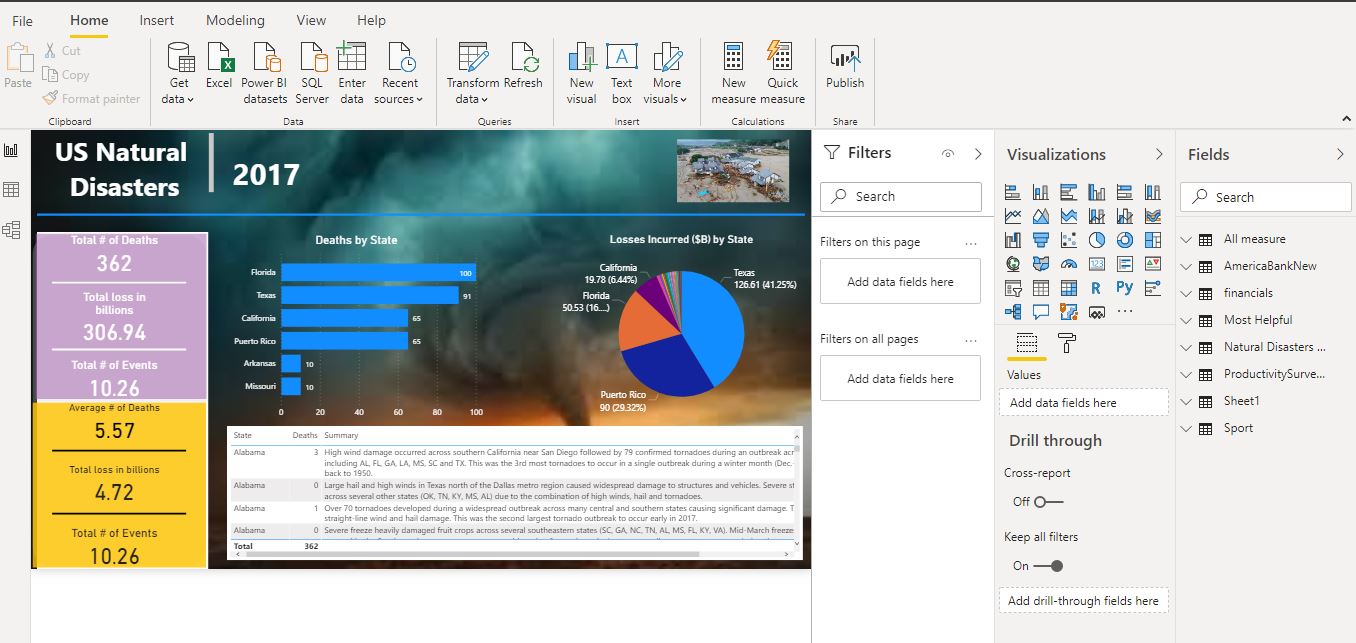 File Home Insert Modeling View Help
Paste
Cut
Copy
Format painter
Clipboard
Get data
Excel
Power BI datasets
SQL Server
Enter data
Recent sources
Data
Transform data
Refresh
Queries
New visual
Text box
More visuals
Insert
New measure
Quick measure
Calculations
Publish
Share
US Natural
Disasters
2017
Total # of Deaths
362
Total loss in
billions
306.94
Total # of Events
10.26
Average # of Deaths
5.57
Total loss in billions
4.72
Total # of Events
10.26
Deaths by State
Florida 100
Texas 91
California 65
Puerto Rico 65
Arkansas 10
Missouri 10
0 20 40 60 80 100
Losses Incurred ($B) by State
California
19.78 (6.44%)
Florida
50.53 (16....)
Texas
126.61 (41.25%)
Puerto Rico
90 (29.32%)
State Deaths Summary
Alabama 3 High wind damage occurred across southern California near San Diego followed by 79 confirmed tornadoes during an outbreak acr
including AL, FL, GA, LA, MS, SC and TX. This was the 3rd most tornadoes to occur in a single outbreak during a winter month (Dec.
back to 1950.
Alabama 0 Large hail and high winds in Texas north of the Dallas metro region caused widespread damage to structures and vehicles. Severe st
across several other states (OK, TN, KY, MS, AL) due to the combination of high winds, hail and tornadoes.
Alabama 1 Over 70 tornadoes developed during a widespread outbreak across many central and southern states causing significant damage. T
straight-line wind and hail damage. This was the second largest tornado outbreak to occur early in 2017.
Alabama 0 Severe freeze heavily damaged fruit crops across several southeastern states (SC, GA, NC, TN, AL, MS, FL, KY, VA). Mid-March freeze
Total 362
Filters
Search
Filters on this page ...
Add data fields here
Filters on all pages ...
Add data fields here
Visualizations
123
R Py
...
Values
Add data fields here
Drill through
Cross-report
Off
Keep all filters
On
Add drill-through fields here
Fields
Search
All measure
AmericaBankNew
financials
Most Helpful
Natural Disasters ...
ProductivitySurve...
Sheet1
Sport